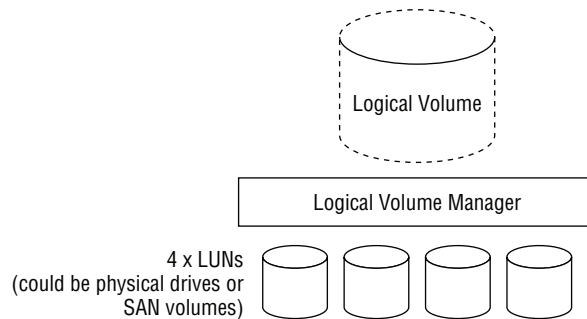 Logical Volume
Logical Volume Manager
4 x LUNs
(could be physical drives or
SAN volumes)